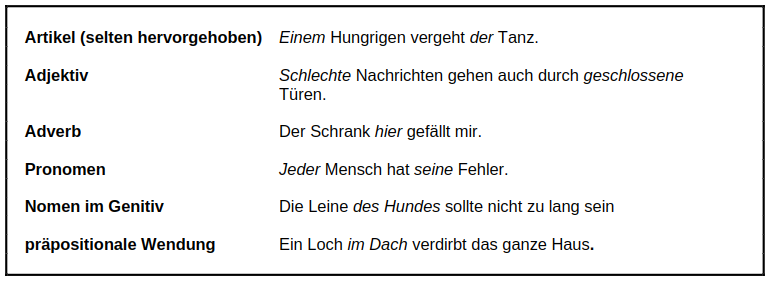 Artikel (selten hervorgehoben) Einem Hungrigen vergeht der Tanz.
Adjektiv Schlechte Nachrichten gehen auch durch geschlossene
Türen.
Adverb Der Schrank hier gefällt mir.
Pronomen Jeder Mensch hat seine Fehler.
Nomen im Genitiv Die Leine des Hundes sollte nicht zu lang sein
präpositionale Wendung Ein Loch im Dach verdirbt das ganze Haus.